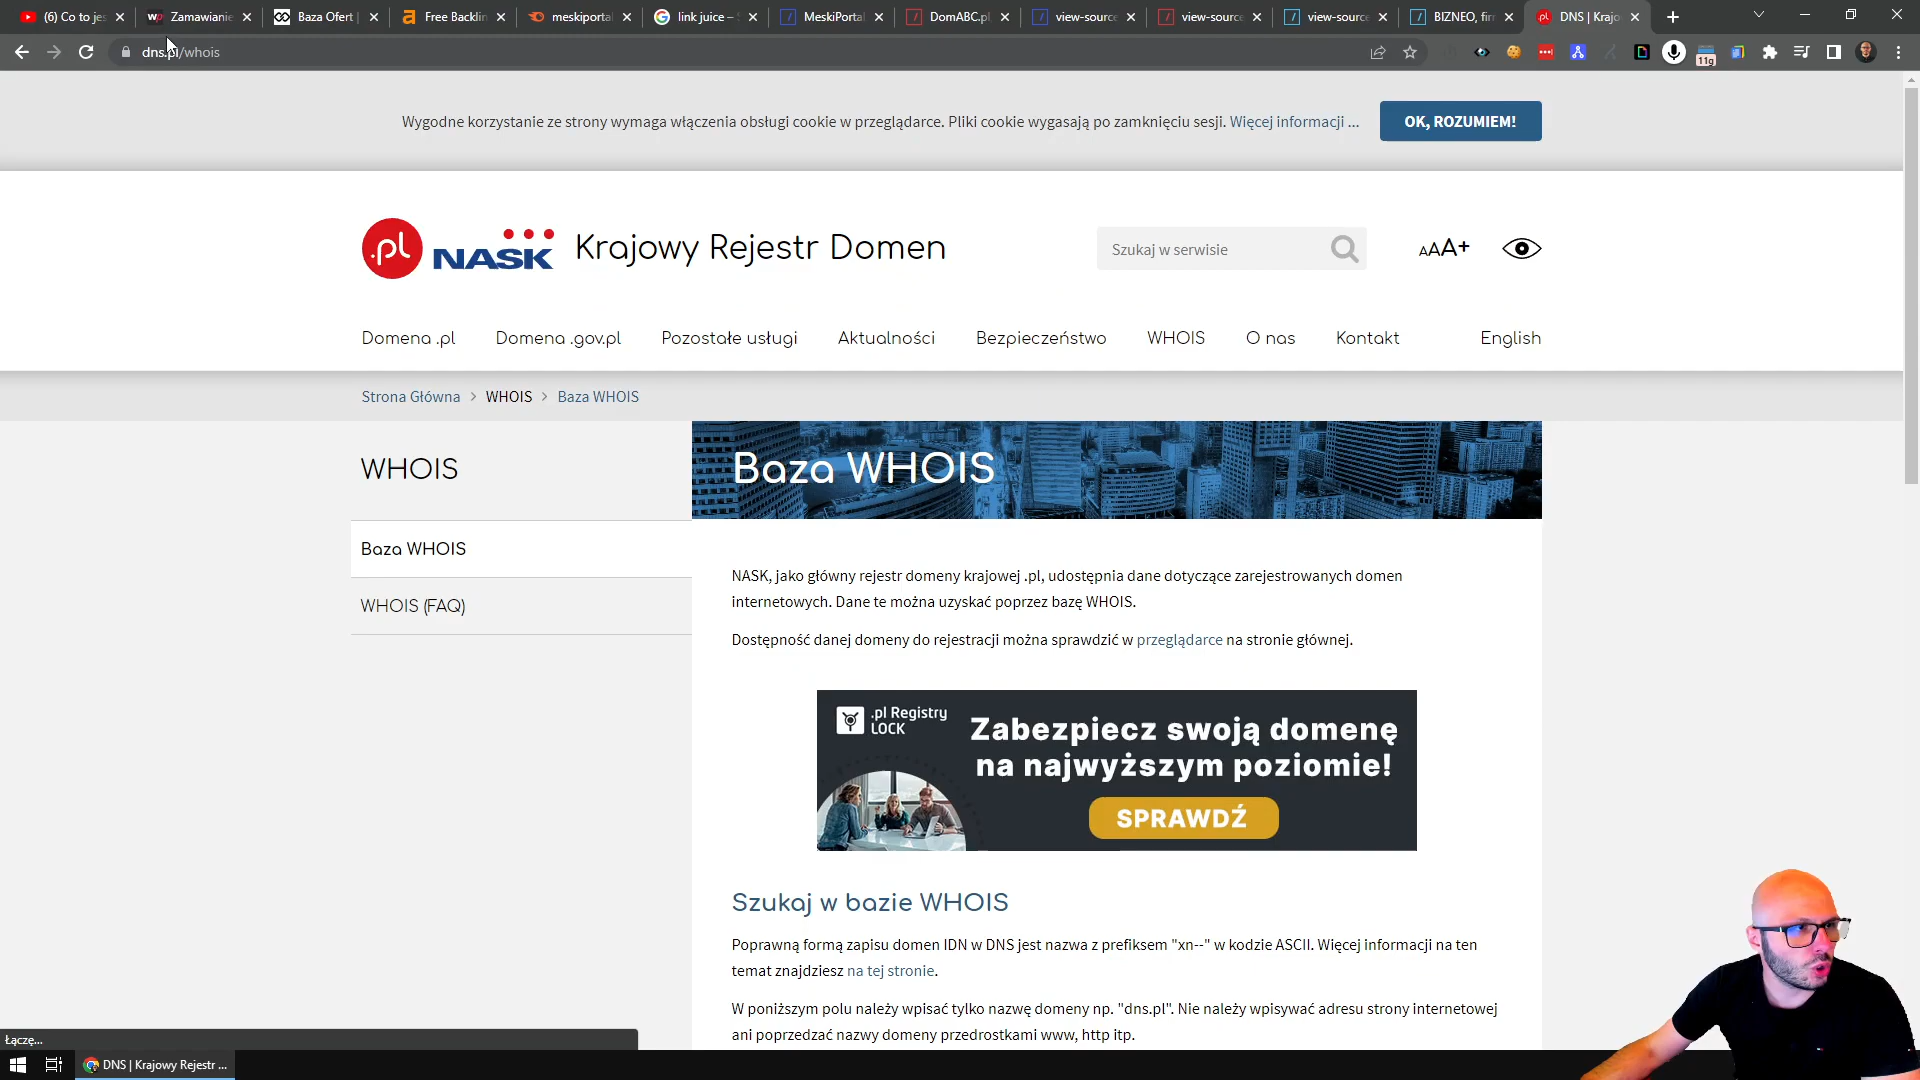 (6) Co to jes
Zamawianie
Baza Ofert |
Free Backlin
meskiportal
link juice – S
MeskiPortal
DomABC.pl
view-source
view-source
view-source
BIZNEO, firm
DNS | Krajo
dns.pl/whois
11g
Wygodne korzystanie ze strony wymaga włączenia obsługi cookie w przeglądarce. Pliki cookie wygasają po zamknięciu sesji. Więcej informacji ...
OK, ROZUMIEM!
.pl NASK Krajowy Rejestr Domen
Szukaj w serwisie
AAA+
Domena .pl
Domena .gov.pl
Pozostałe usługi
Aktualności
Bezpieczeństwo
WHOIS
O nas
Kontakt
English
Strona Główna > WHOIS > Baza WHOIS
WHOIS
Baza WHOIS
WHOIS (FAQ)
Baza WHOIS
NASK, jako główny rejestr domeny krajowej .pl, udostępnia dane dotyczące zarejestrowanych domen
internetowych. Dane te można uzyskać poprzez bazę WHOIS.
Dostępność danej domeny do rejestracji można sprawdzić w przeglądarce na stronie głównej.
.pl Registry
LOCK
Zabezpiecz swoją domenę
na najwyższym poziomie!
SPRAWDŹ
Szukaj w bazie WHOIS
Poprawną formą zapisu domen IDN w DNS jest nazwa z prefiksem "xn--" w kodzie ASCII. Więcej informacji na ten
temat znajdziesz na tej stronie.
W poniższym polu należy wpisać tylko nazwę domeny np. "dns.pl". Nie należy wpisywać adresu strony internetowej
ani poprzedzać nazwy domeny przedrostkami www, http itp.
Łączę...
DNS | Krajowy Rejestr ...